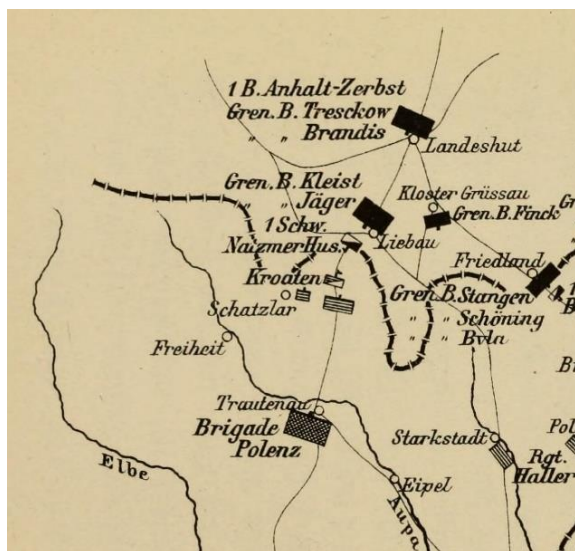 1 B. Anhalt-Zerbst
Gren. B. Tresckow
" " Brandis
Landeshut
Gren. B. Kleist
" " Jäger
Kloster Grüssau
Gren. B. Finck
1 Schw.
Naizmer Hus.
Liebau
Friedland
Kroaten
Schatzlar
Gren. B. Stangen
" " Schöning
" " Byla
Freiheit
Trautenau
Brigade
Polenz
Starkstadt
Rgt.
Haller
Elbe
Eipel
Aupa